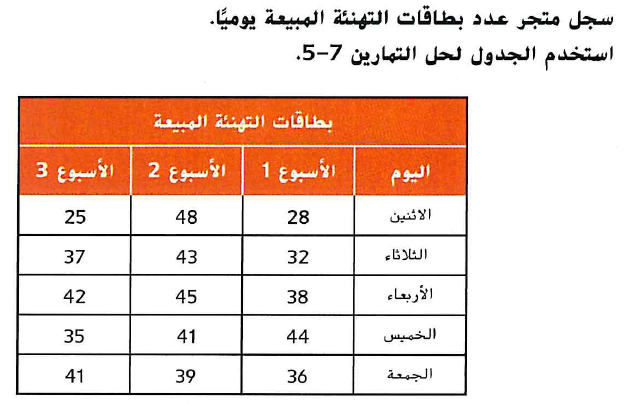 سجل متجر عدد بطاقات التهنئة المبيعة يوميًا.
استخدم الجدول لحل التمارين 7–5.
بطاقات التهنئة المبيعة
اليوم الأسبوع 1 الأسبوع 2 الأسبوع 3
الاثنين 28 48 25
الثلاثاء 32 43 37
الأربعاء 38 45 42
الخميس 44 41 35
الجمعة 36 39 41